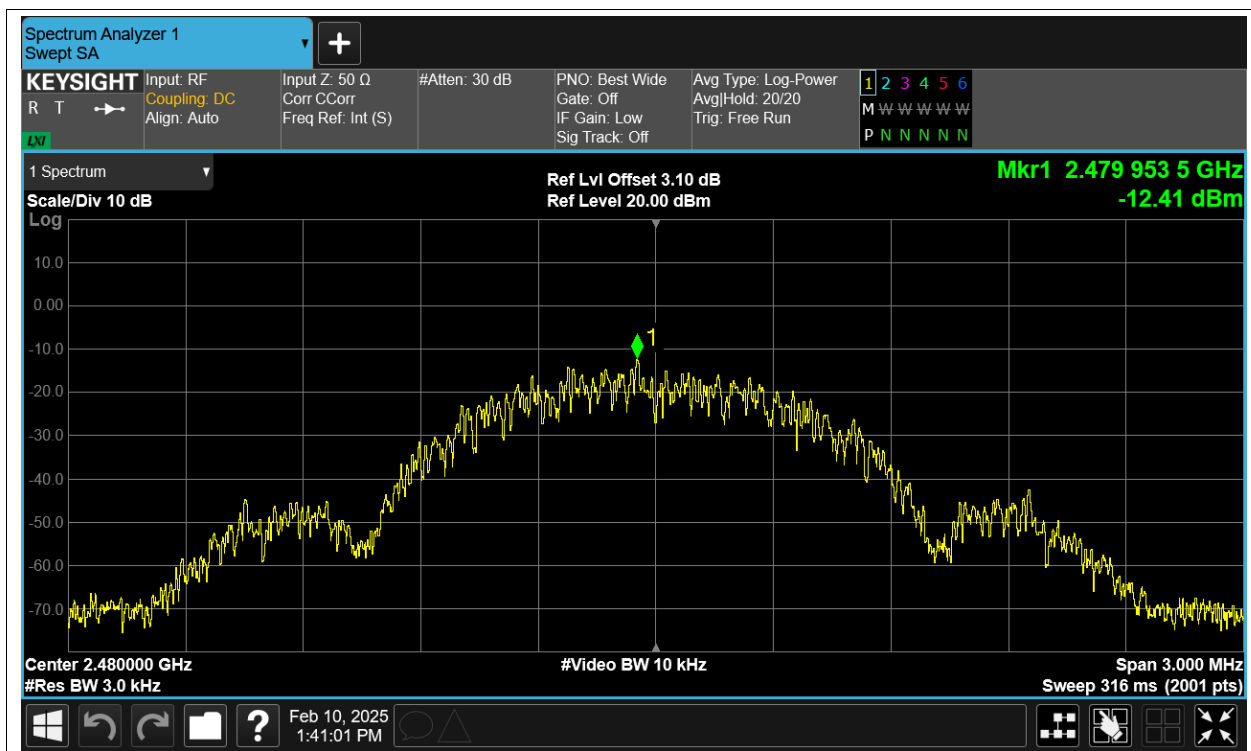 Spectrum Analyzer 1
Swept SA
KEYSIGHT
R T
LXI
Input: RF
Coupling: DC
Align: Auto
Input Z: 50 Ω
Corr CCorr
Freq Ref: Int (S)
#Atten: 30 dB
PNO: Best Wide
Gate: Off
IF Gain: Low
Sig Track: Off
Avg Type: Log-Power
Avg|Hold: 20/20
Trig: Free Run
1 2 3 4 5 6
M W W W W W
P N N N N N
1 Spectrum
Scale/Div 10 dB
Ref Lvl Offset 3.10 dB
Ref Level 20.00 dBm
Mkr1 2.479 953 5 GHz
-12.41 dBm
Log
10.0
0.00
-10.0
-20.0
-30.0
-40.0
-50.0
-60.0
-70.0
1
Center 2.480000 GHz
#Res BW 3.0 kHz
#Video BW 10 kHz
Span 3.000 MHz
Sweep 316 ms (2001 pts)
?
Feb 10, 2025
1:41:01 PM